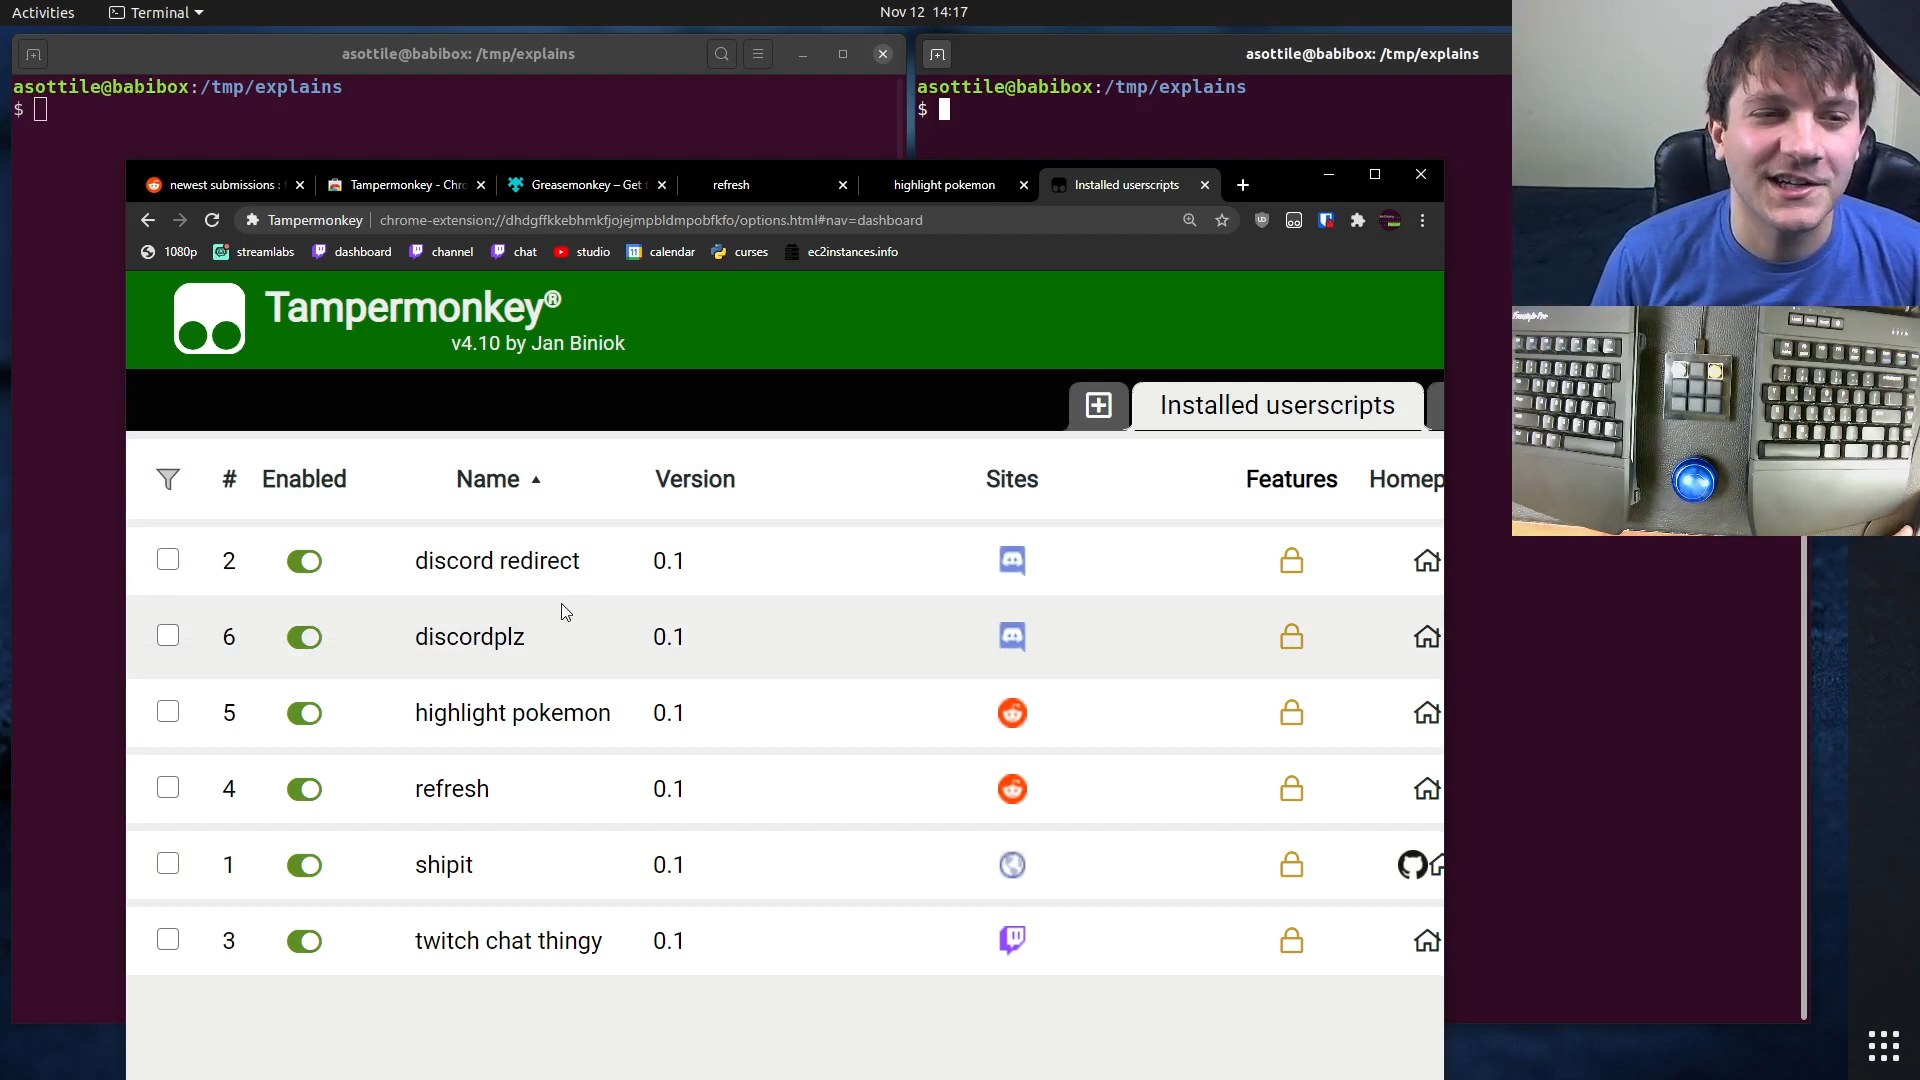 Activities
Terminal
Nov 12 14:17
asottile@babibox: /tmp/explains
asottile@babibox: /tmp/explains
asottile@babibox:/tmp/explains
$
asottile@babibox:/tmp/explains
$
newest submissions :
Tampermonkey - Chro
Greasemonkey – Get t
refresh
highlight pokemon
Installed userscripts
Tampermonkey
chrome-extension://dhdgffkkebhmkfjojejmpbldmpobfkfo/options.html#nav=dashboard
1080p
streamlabs
dashboard
channel
chat
studio
calendar
curses
ec2instances.info
Tampermonkey®
v4.10 by Jan Biniok
Installed userscripts
# Enabled Name Version Sites Features Homep
2 discord redirect 0.1
6 discordplz 0.1
5 highlight pokemon 0.1
4 refresh 0.1
1 shipit 0.1
3 twitch chat thingy 0.1
Freestyle Pro